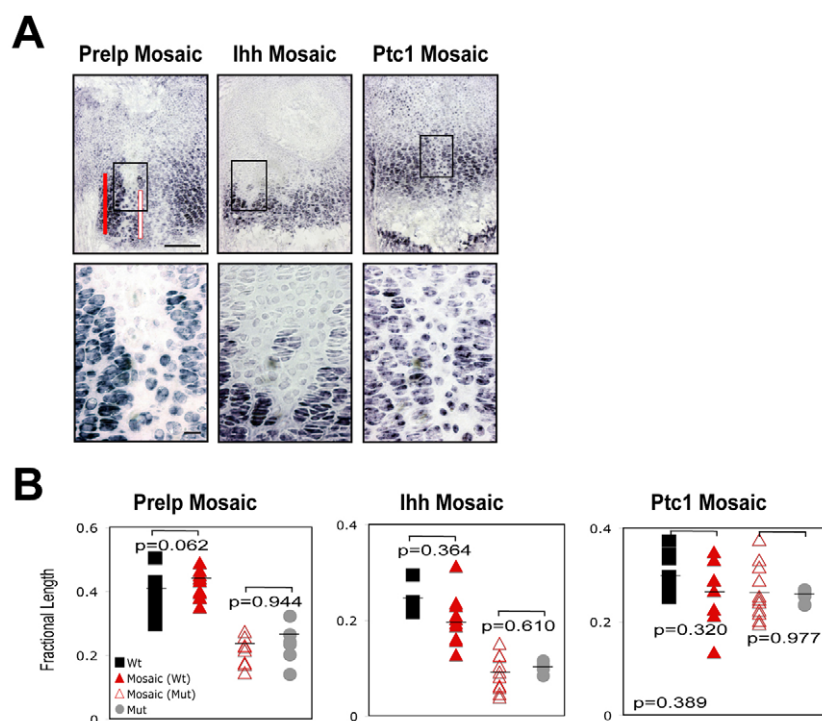 A
Prelp Mosaic Ihh Mosaic Ptc1 Mosaic
B
Prelp Mosaic Ihh Mosaic Ptc1 Mosaic
Fractional Length
0.6
0.4
0.2
0
p=0.062
p=0.944
Wt
Mosaic (Wt)
Mosaic (Mut)
Mut
0.4
0.2
0
p=0.364
p=0.610
0.4
0.2
0
p=0.320
p=0.977
p=0.389